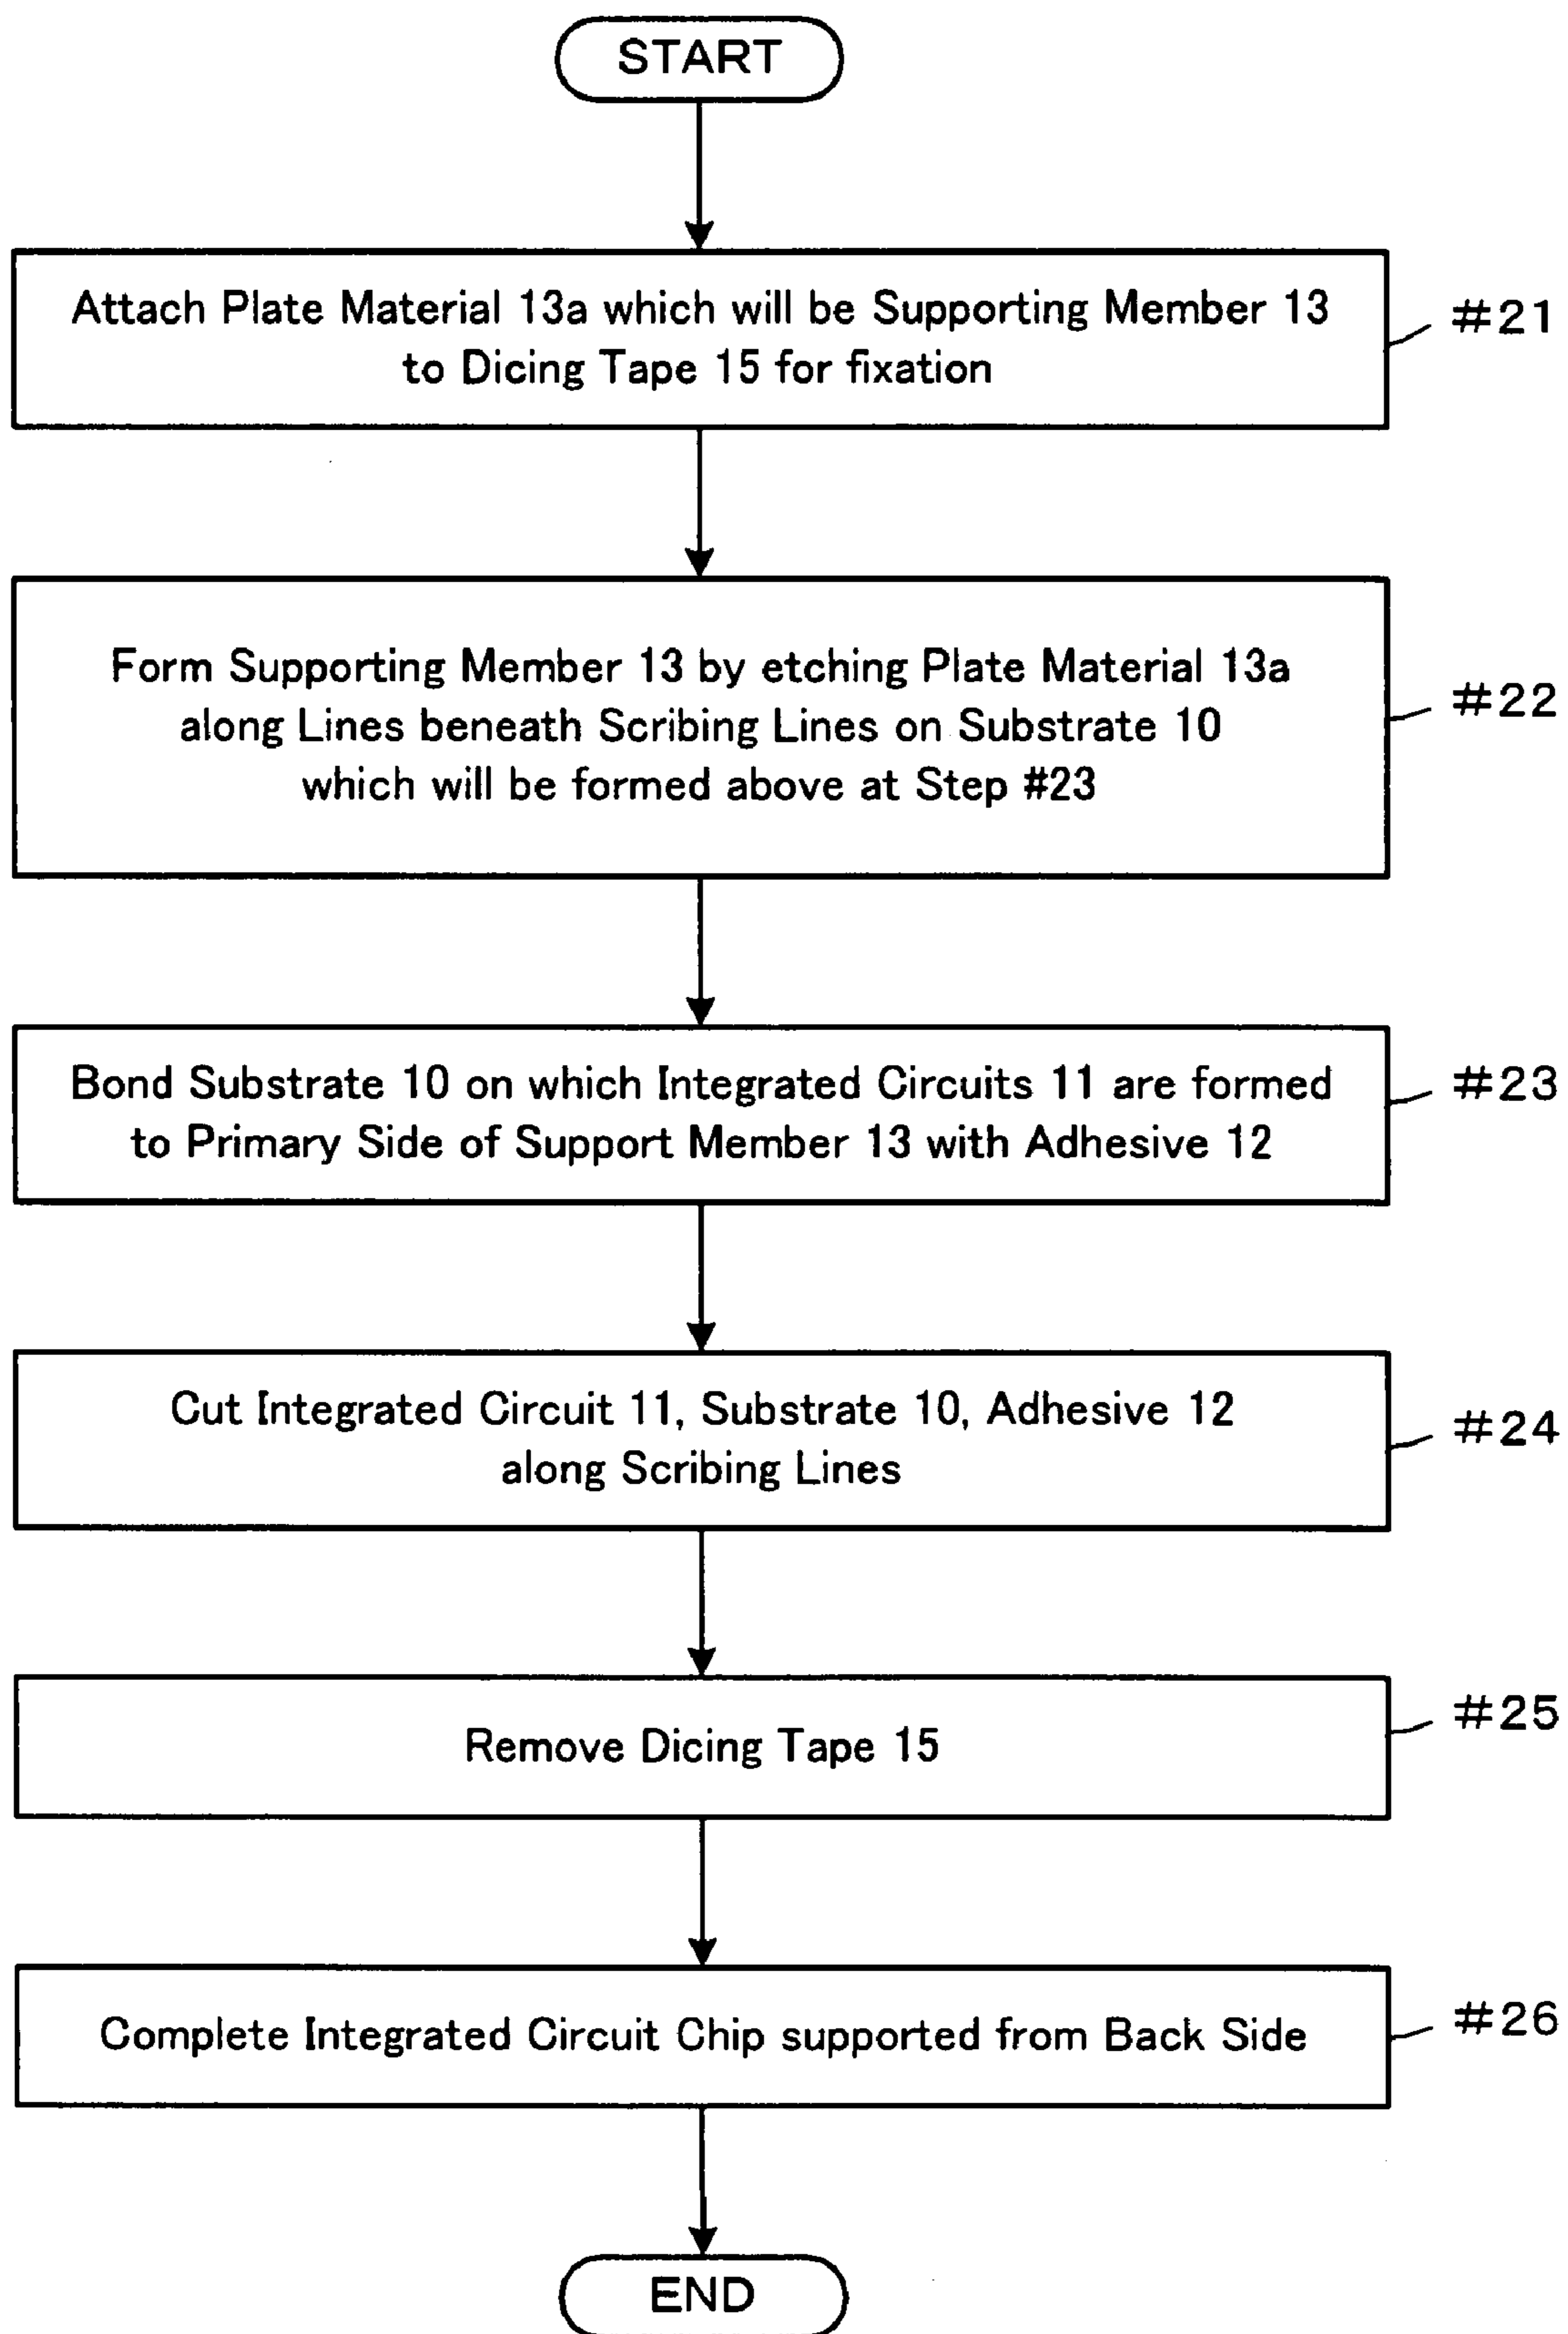 START
Attach Plate Material 13a which will be Supporting Member 13
to Dicing Tape 15 for fixation
#21
Form Supporting Member 13 by etching Plate Material 13a
along Lines beneath Scribing Lines on Substrate 10
which will be formed above at Step #23
#22
Bond Substrate 10 on which Integrated Circuits 11 are formed
to Primary Side of Support Member 13 with Adhesive 12
#23
Cut Integrated Circuit 11, Substrate 10, Adhesive 12
along Scribing Lines
#24
Remove Dicing Tape 15
#25
Complete Integrated Circuit Chip supported from Back Side
#26
END